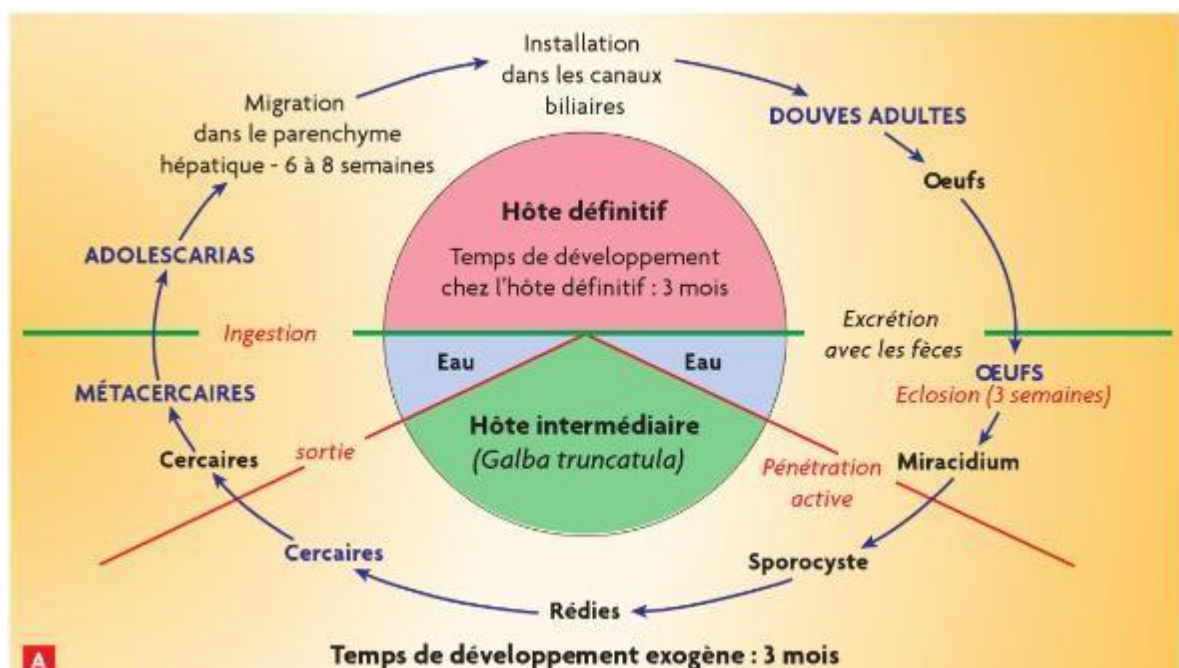 Installation
dans les canaux
biliaires
DOUVES ADULTES
Oeufs
Migration
dans le parenchyme
hépatique - 6 à 8 semaines
ADOLESCARIAS
Hôte définitif
Temps de développement
chez l'hôte définitif : 3 mois
Ingestion
Excrétion
avec les fèces
Eau
Eau
ŒUFS
Eclosion (3 semaines)
MÉTACERCAIRES
Hôte intermédiaire
(Galba truncatula)
sortie
Cercaires
Pénétration
active
Miracidium
Cercaires
Sporocyste
Rédies
A
Temps de développement exogène : 3 mois